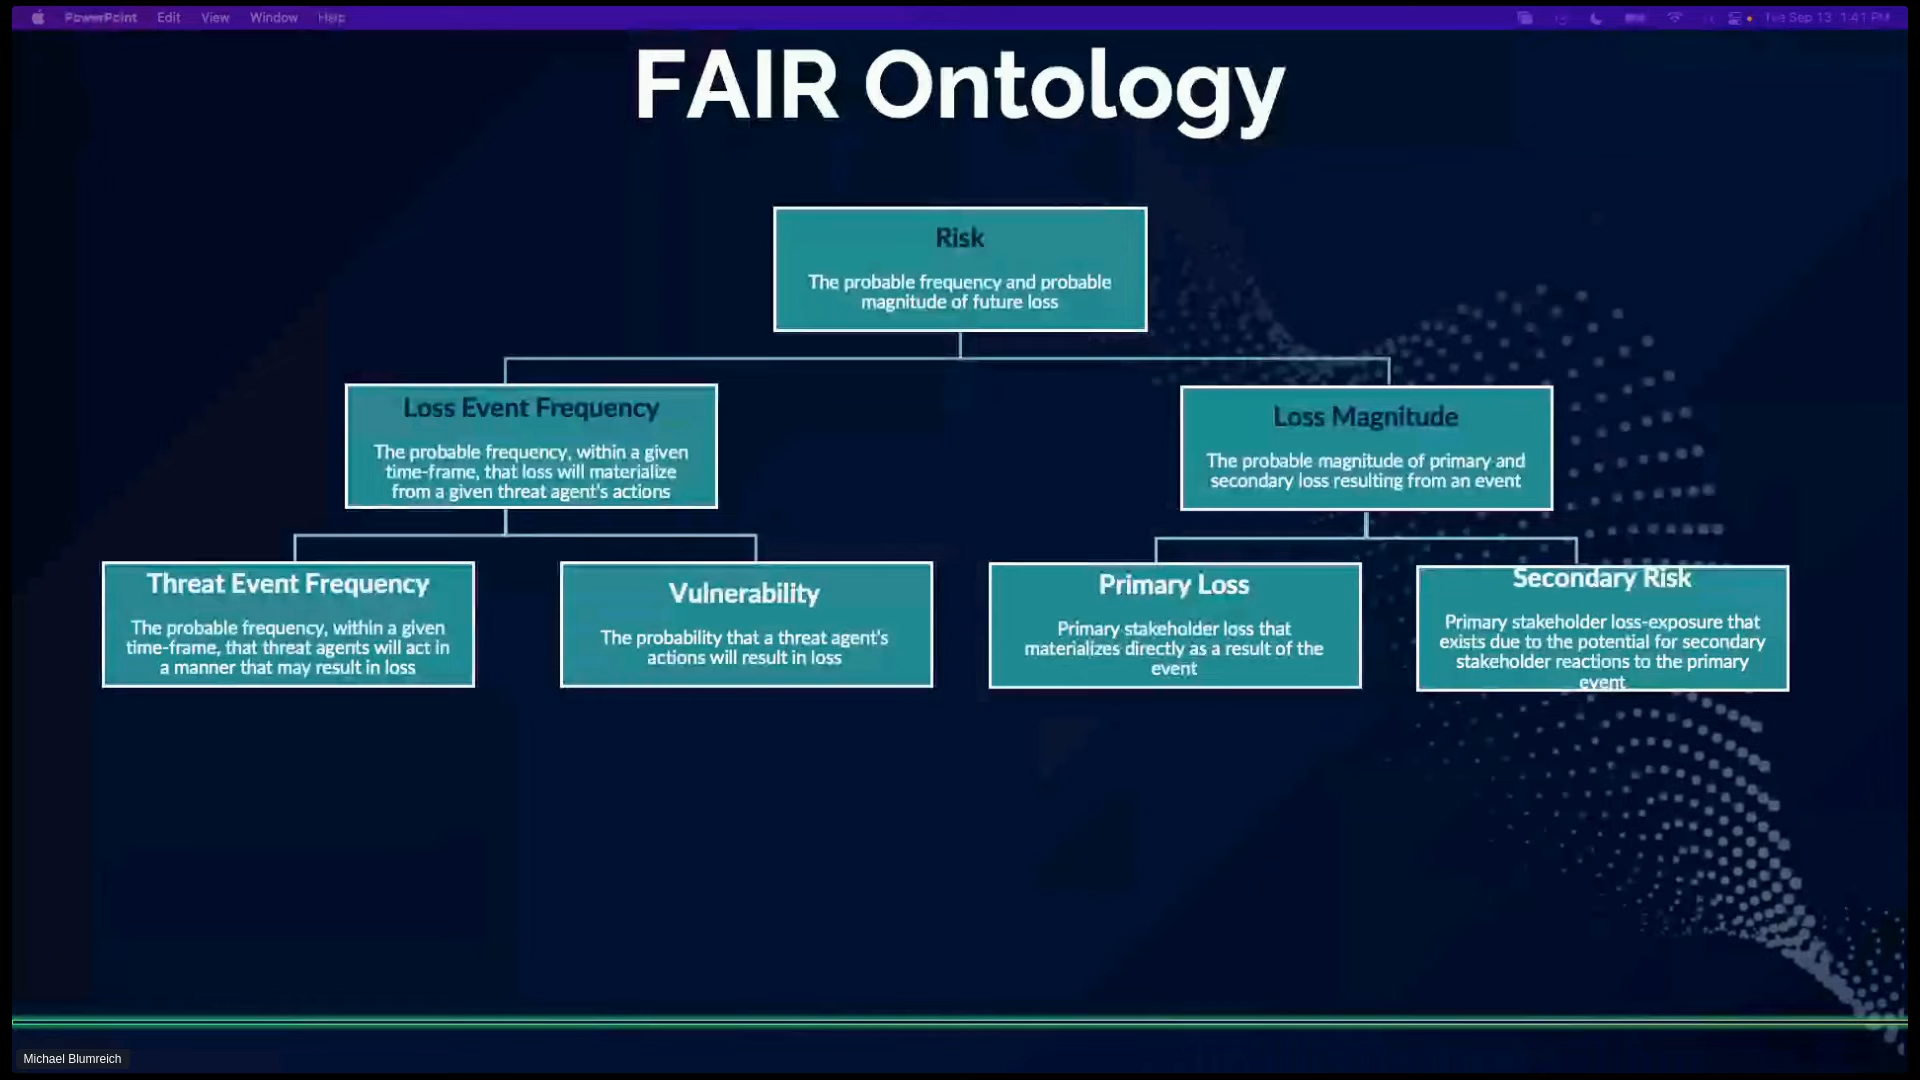 PowerPoint Edit View Window Help
Tue Sep 13 1:41 PM
FAIR Ontology
Risk
The probable frequency and probable
magnitude of future loss
Loss Event Frequency
The probable frequency, within a given
time-frame, that loss will materialize
from a given threat agent's actions
Loss Magnitude
The probable magnitude of primary and
secondary loss resulting from an event
Threat Event Frequency
The probable frequency, within a given
time-frame, that threat agents will act in
a manner that may result in loss
Vulnerability
The probability that a threat agent's
actions will result in loss
Primary Loss
Primary stakeholder loss that
materializes directly as a result of the
event
Secondary Risk
Primary stakeholder loss-exposure that
exists due to the potential for secondary
stakeholder reactions to the primary
event
Michael Blumreich